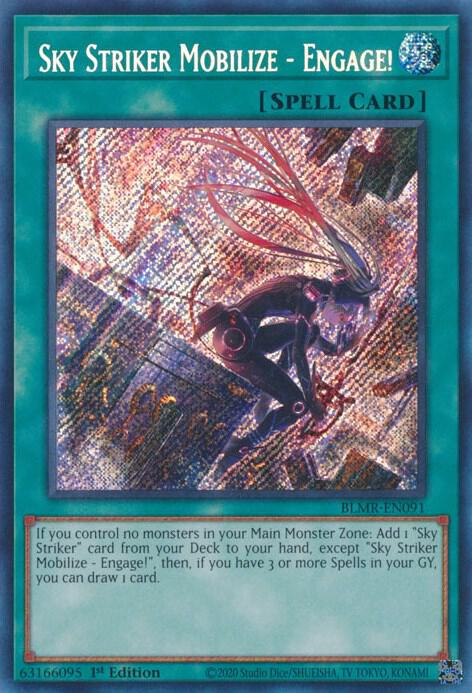 SKY STRIKER MOBILIZE - ENGAGE!
[SPELL CARD]
BLMR-EN091
If you control no monsters in your Main Monster Zone: Add 1 "Sky
Striker" card from your Deck to your hand, except "Sky Striker
Mobilize - Engage!", then, if you have 3 or more Spells in your GY,
you can draw 1 card.
63166095 1st Edition ©2020 Studio Dice/SHUEISHA, TV TOKYO, KONAMI